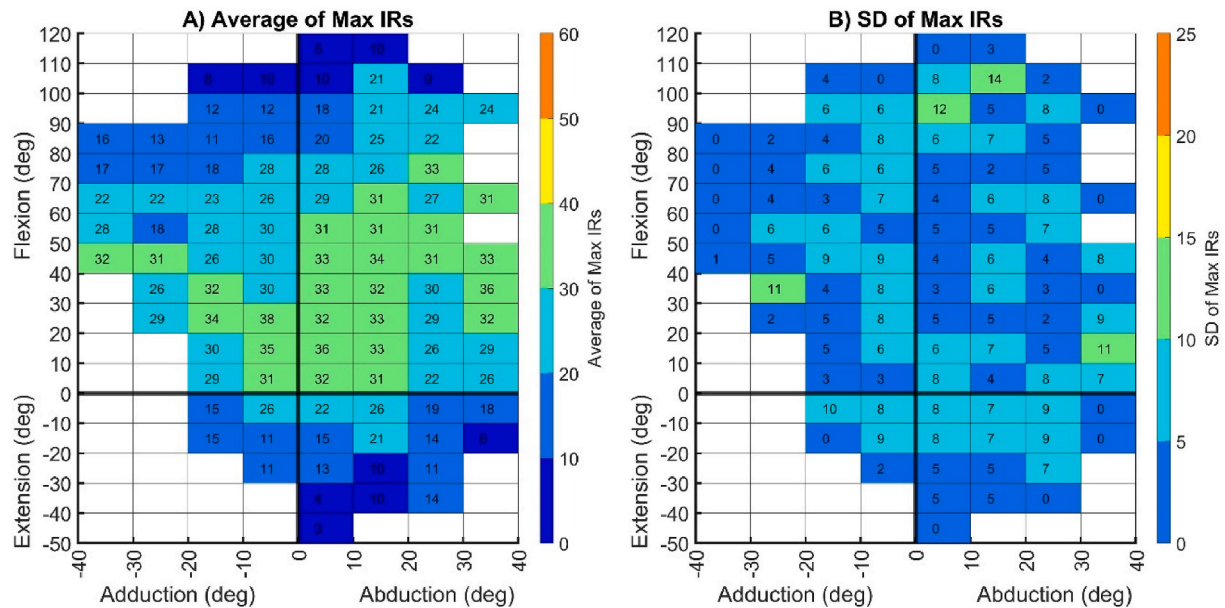 A) Average of Max IRs
B) SD of Max IRs
120
110
100
90
80
70
60
50
40
30
20
10
0
-10
-20
-30
-40
-50
Flexion (deg)
Extension (deg)
5 10
8 10 10 21 9
12 12 18 21 24 24
16 13 11 16 20 25 22
17 17 18 28 28 26 33
22 22 23 26 29 31 27 31
28 18 28 30 31 31 31
32 31 26 30 33 34 31 33
26 32 30 33 32 30 36
29 34 38 32 33 29 32
30 35 36 33 26 29
29 31 32 31 22 26
15 26 22 26 19 18
15 11 15 21 14 6
11 13 10 11
4 10 14
3
-40 -30 -20 -10 0 10 20 30 40
Adduction (deg) Abduction (deg)
60
50
40
30
20
10
0
Average of Max IRs
120
110
100
90
80
70
60
50
40
30
20
10
0
-10
-20
-30
-40
-50
Flexion (deg)
Extension (deg)
0 3
4 0 8 14 2
6 6 12 5 8 0
0 2 4 8 6 7 5
0 4 6 6 5 2 5
0 4 3 7 4 6 8 0
0 6 6 5 5 5 7
1 5 9 9 4 6 4 8
11 4 8 3 6 3 0
2 5 8 5 5 2 9
5 6 6 7 5 11
3 3 8 4 8 7
10 8 8 7 9 0
0 9 8 7 9 0
2 5 5 7
5 5 0
0
-40 -30 -20 -10 0 10 20 30 40
Adduction (deg) Abduction (deg)
25
20
15
10
5
0
SD of Max IRs